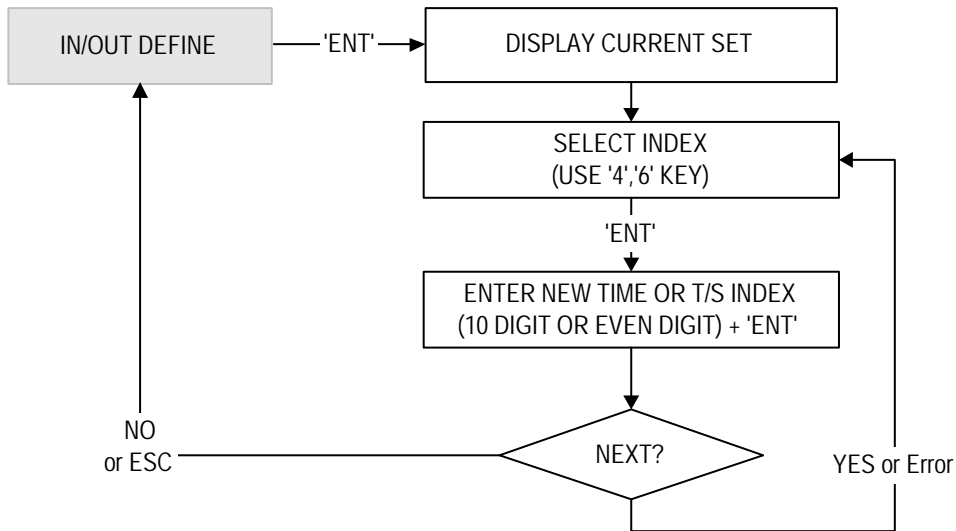 IN/OUT DEFINE
'ENT'
DISPLAY CURRENT SET
SELECT INDEX
(USE '4','6' KEY)
'ENT'
ENTER NEW TIME OR T/S INDEX
(10 DIGIT OR EVEN DIGIT) + 'ENT'
NEXT?
NO
or ESC
YES or Error